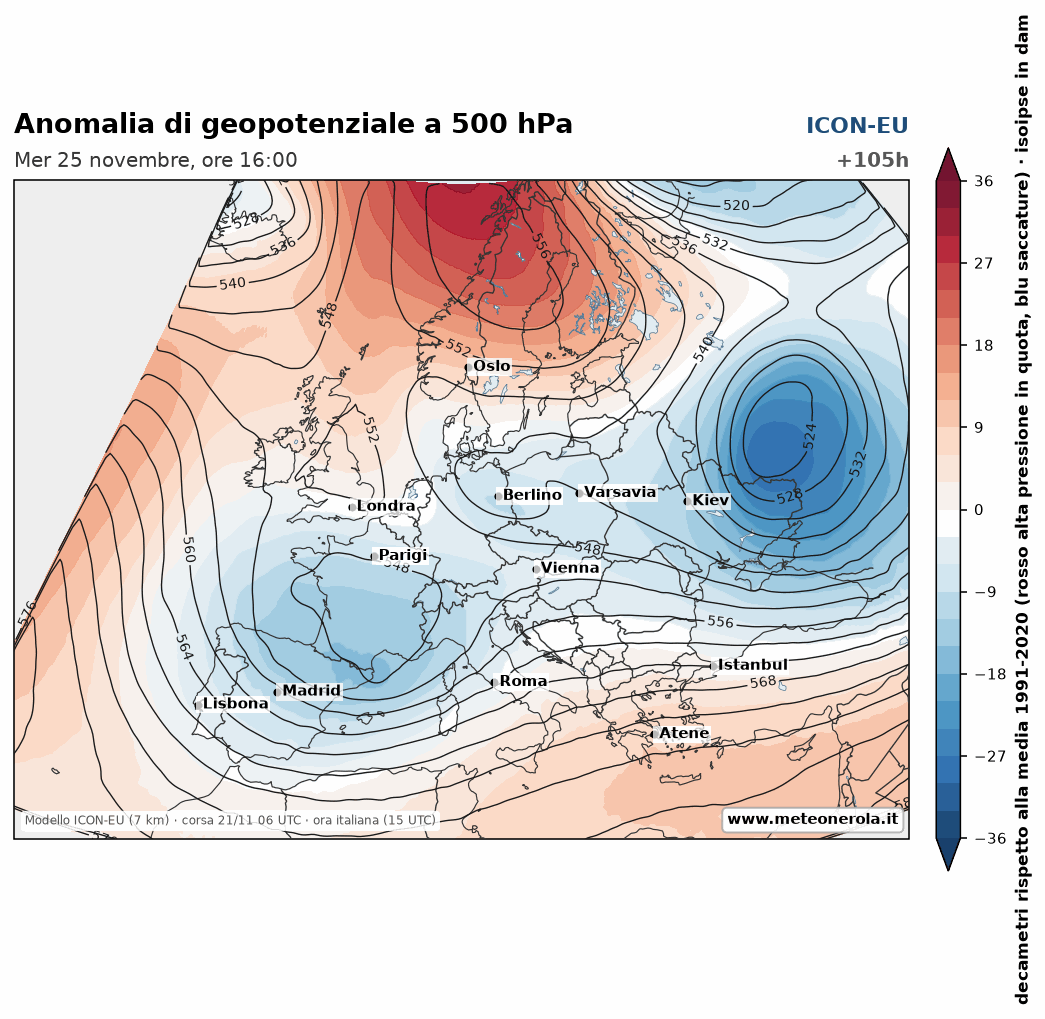 Anomalia di geopotenziale a 500 hPa
ICON-EU
Mer 25 novembre, ore 16:00
+105h
520
528
536
532
536
540
556
548
552
540
Oslo
552
524
532
Berlino
Varsavia
Kiev
528
Londra
560
548
Parigi
548
Vienna
576
556
564
Istanbul
Roma
568
Madrid
Lisbona
Atene
Modello ICON-EU (7 km) · corsa 21/11 06 UTC · ora italiana (15 UTC)
www.meteonerola.it
36
27
18
9
0
−9
−18
−27
−36
decametri rispetto alla media 1991-2020 (rosso alta pressione in quota, blu saccature) · isoipse in dam